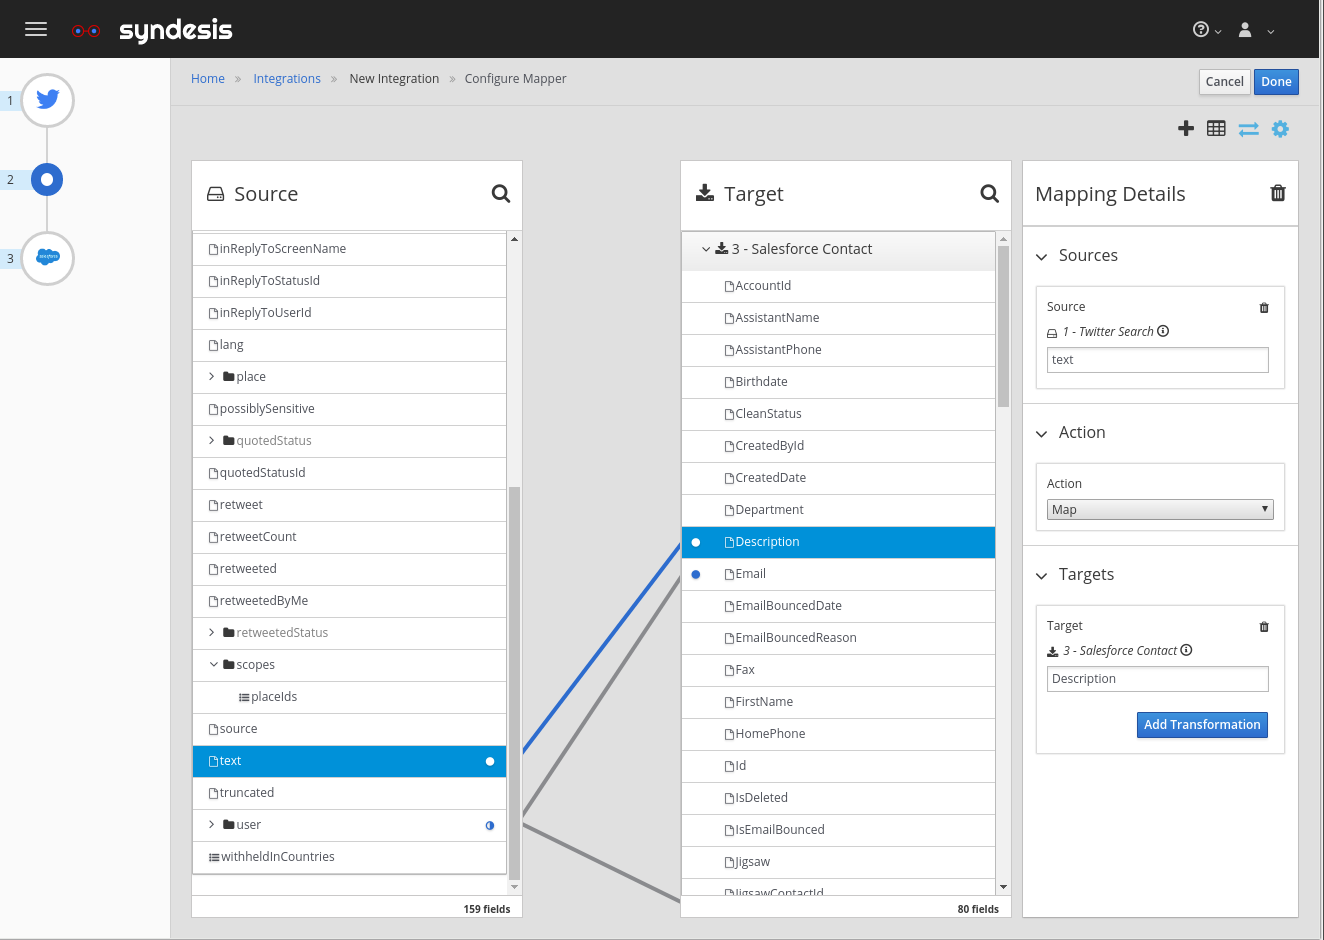 syndesis
Home » Integrations » New Integration » Configure Mapper
Cancel
Done
1
2
3
Source
inReplyToScreenName
inReplyToStatusId
inReplyToUserId
lang
place
possiblySensitive
quotedStatus
quotedStatusId
retweet
retweetCount
retweeted
retweetedByMe
retweetedStatus
scopes
placeIds
source
text
truncated
user
withheldInCountries
159 fields
Target
3 - Salesforce Contact
AccountId
AssistantName
AssistantPhone
Birthdate
CleanStatus
CreatedById
CreatedDate
Department
Description
Email
EmailBouncedDate
EmailBouncedReason
Fax
FirstName
HomePhone
Id
IsDeleted
IsEmailBounced
Jigsaw
JigsawContactId
80 fields
Mapping Details
Sources
Source
1 - Twitter Search
text
Action
Action
Map
Targets
Target
3 - Salesforce Contact
Description
Add Transformation